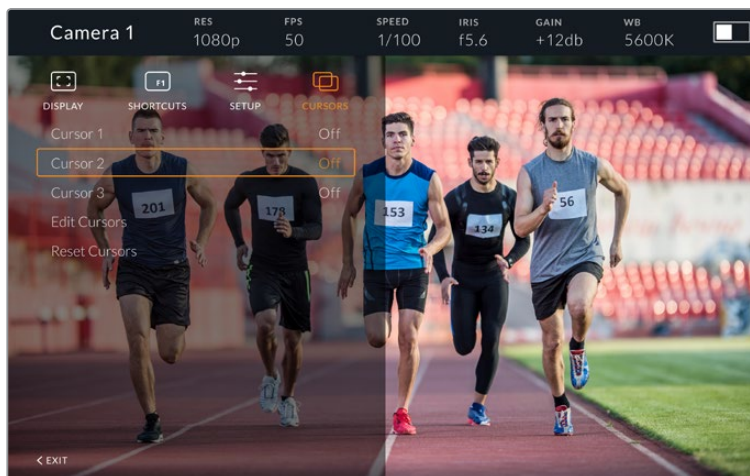 Camera 1
RES
1080p
FPS
50
SPEED
1/100
IRIS
f5.6
GAIN
+12db
WB
5600K
DISPLAY
F1
SHORTCUTS
SETUP
CURSORS
Cursor 1 Off
Cursor 2 Off
Cursor 3 Off
Edit Cursors
Reset Cursors
201
178
153
134
56
< EXIT